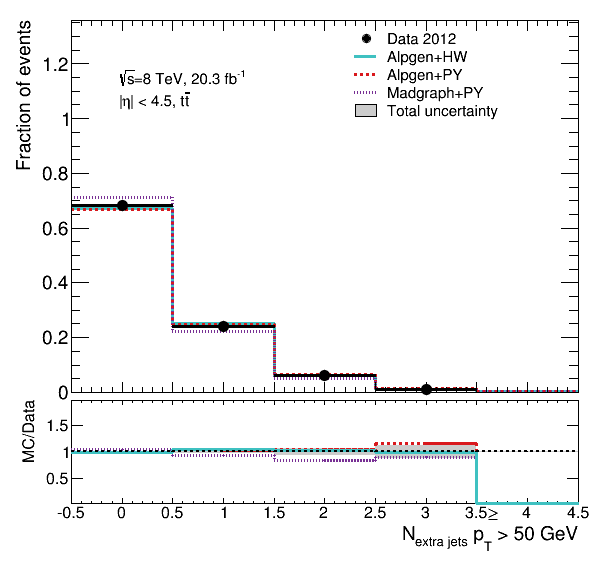 Fraction of events
1.2
1
0.8
0.6
0.4
0.2
0
√s=8 TeV, 20.3 fb⁻¹
|η| < 4.5, tt̄
Data 2012
Alpgen+HW
Alpgen+PY
Madgraph+PY
Total uncertainty
MC/Data
1.5
1
0.5
-0.5 0 0.5 1 1.5 2 2.5 3 3.5≥ 4 4.5
N extra jets p T > 50 GeV